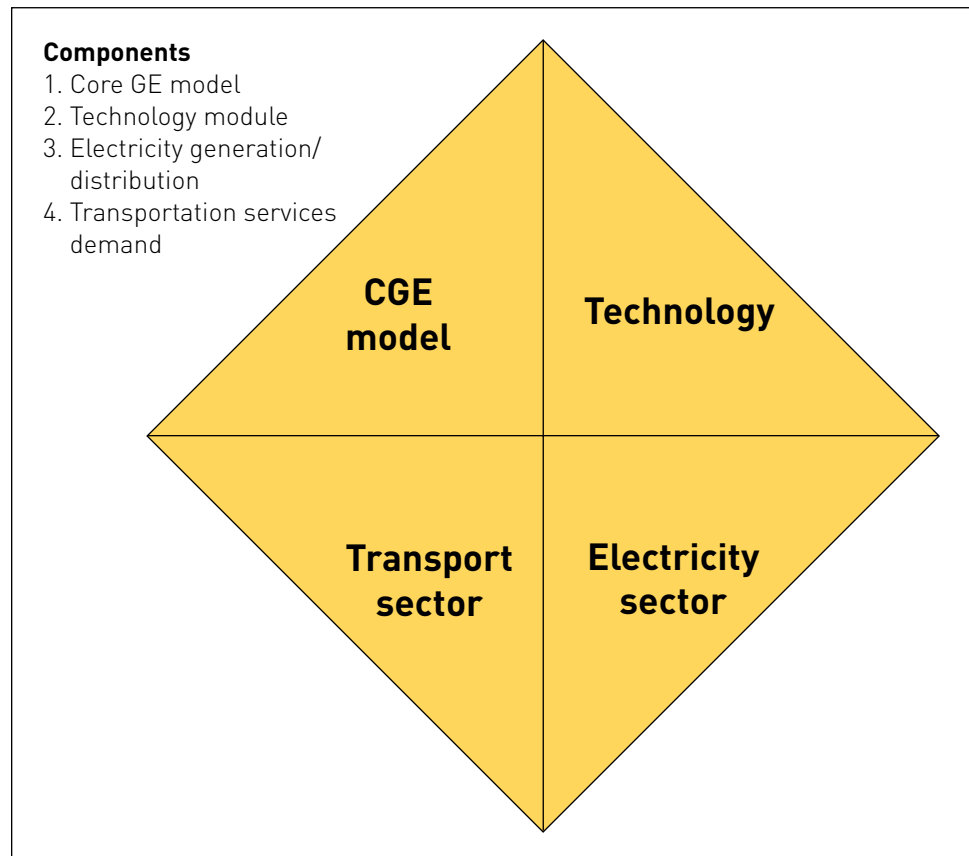 Components
1. Core GE model
2. Technology module
3. Electricity generation/
distribution
4. Transportation services
demand
CGE
model
Technology
Transport
sector
Electricity
sector